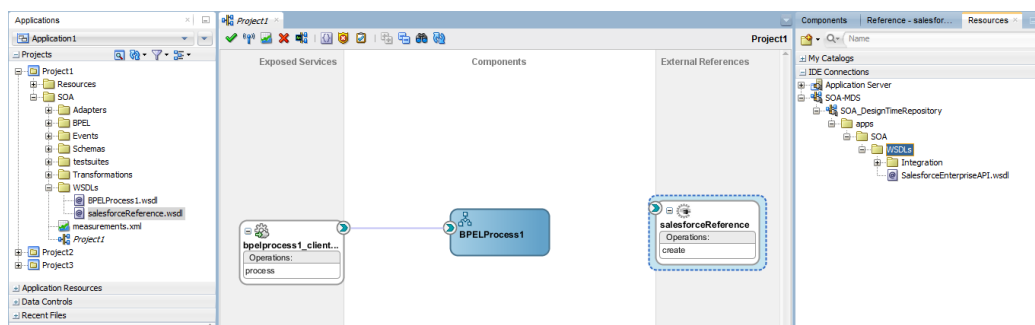 Applications
Application1
Projects
Project1
Resources
SOA
Adapters
BPEL
Events
Schemas
testsuites
Transformations
WSDLs
BPELProcess1.wsdl
salesforceReference.wsdl
measurements.xml
Project1
Project2
Project3
Application Resources
Data Controls
Recent Files
Project1
Project1
Exposed Services
Components
External References
bpelprocess1_client...
Operations:
process
BPELProcess1
salesforceReference
Operations:
create
Components
Reference - salesfor...
Resources
Name
My Catalogs
IDE Connections
Application Server
SOA-MDS
SOA_DesignTimeRepository
apps
SOA
WSDLs
Integration
SalesforceEnterpriseAPI.wsdl